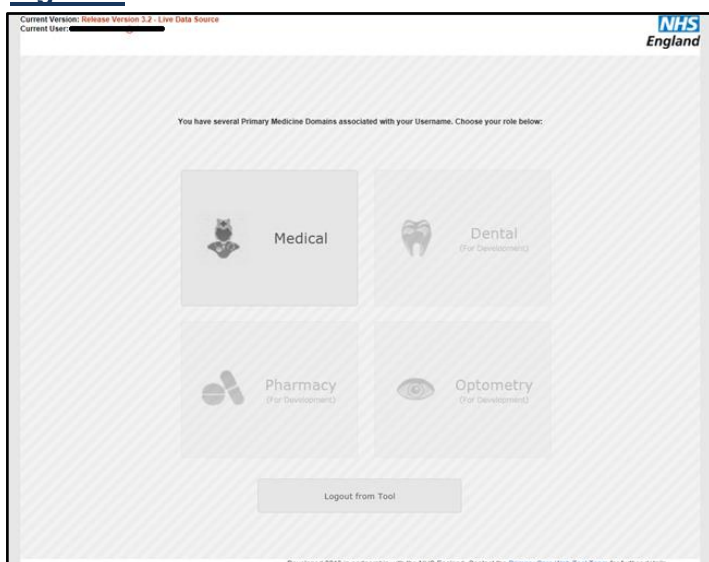 Current Version: Release Version 3.2 - Live Data Source
Current User:
NHS
England
You have several Primary Medicine Domains associated with your Username. Choose your role below:
Medical
Dental
(For Development)
Pharmacy
(For Development)
Optometry
(For Development)
Logout from Tool